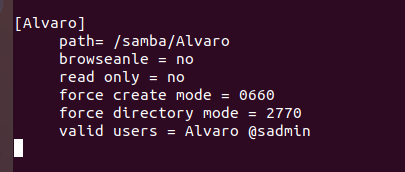 [Alvaro]
path= /samba/Alvaro
browseanle = no
read only = no
force create mode = 0660
force directory mode = 2770
valid users = Alvaro @sadmin